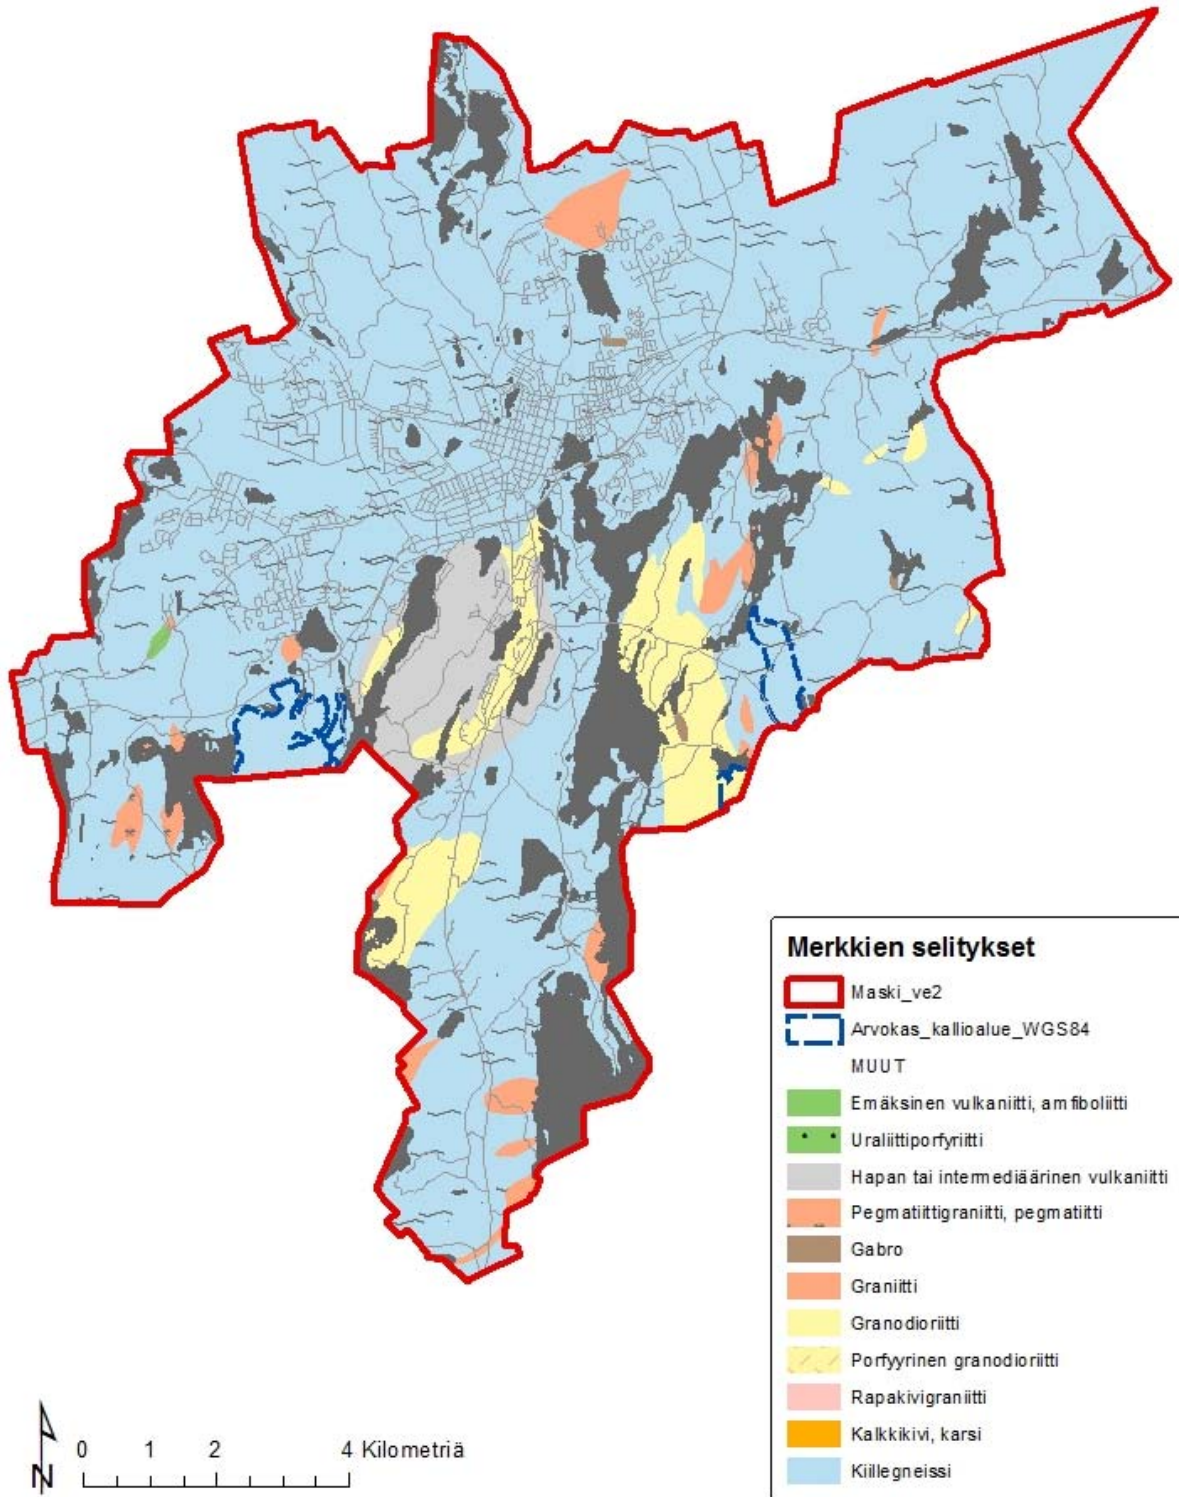 Merkkien selitykset
Maski_ve2
Arvokas_kallioalue_WGS84
MUUT
Emäksinen vulkaniitti, amfiboliitti
Uraliittiporfyriitti
Hapan tai intermediäärinen vulkaniitti
Pegmatiittigraniitti, pegmatiitti
Gabro
Graniitti
Granodioriitti
Porfyyrinen granodioriitti
Rapakivigraniitti
Kalkkikivi, karsi
Kiillegneissi
N
0 1 2 4 Kilometriä